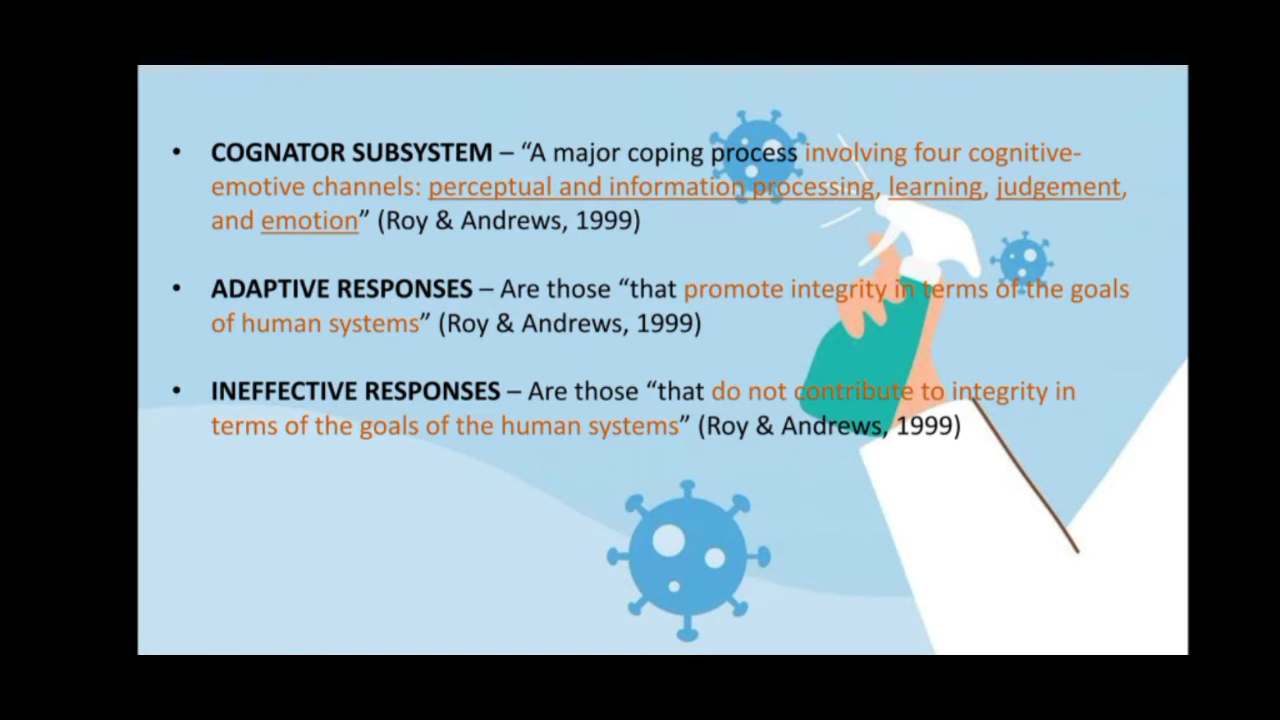 • COGNATOR SUBSYSTEM – “A major coping process involving four cognitive-
emotive channels: perceptual and information processing, learning, judgement,
and emotion” (Roy & Andrews, 1999)
• ADAPTIVE RESPONSES – Are those “that promote integrity in terms of the goals
of human systems” (Roy & Andrews, 1999)
• INEFFECTIVE RESPONSES – Are those “that do not contribute to integrity in
terms of the goals of the human systems” (Roy & Andrews, 1999)